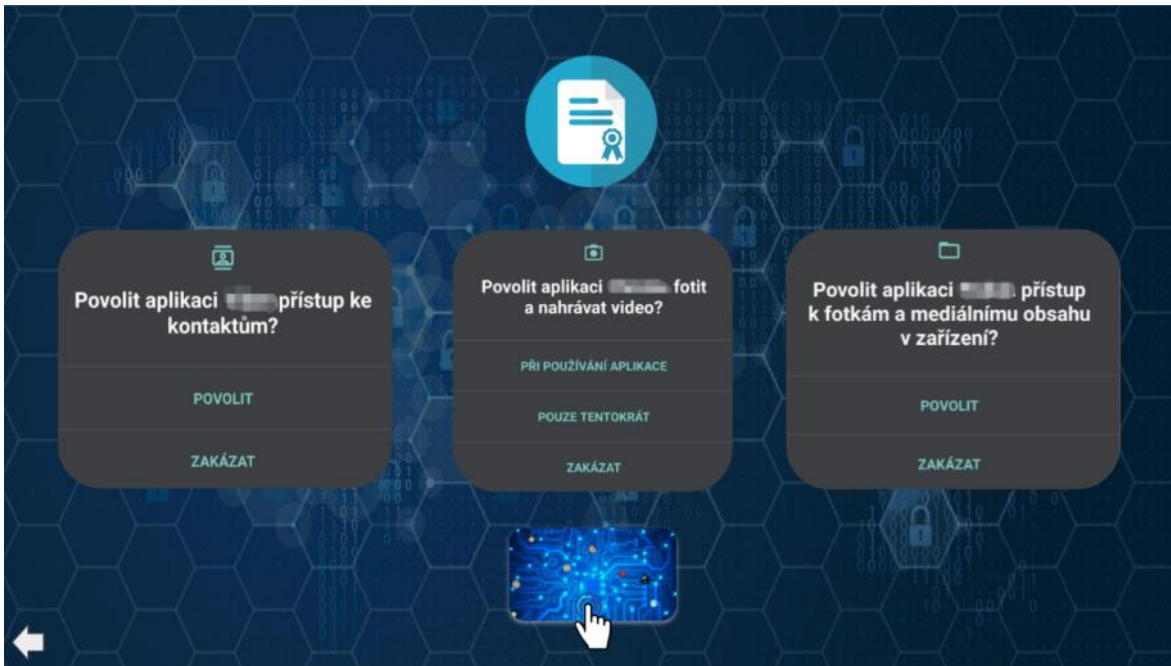 Povolit aplikaci přístup ke
kontaktům?
POVOLIT
ZAKÁZAT
Povolit aplikaci fotit
a nahrávat video?
PŘI POUŽÍVÁNÍ APLIKACE
POUZE TENTOKRÁT
ZAKÁZAT
Povolit aplikaci přístup
k fotkám a mediálnímu obsahu
v zařízení?
POVOLIT
ZAKÁZAT